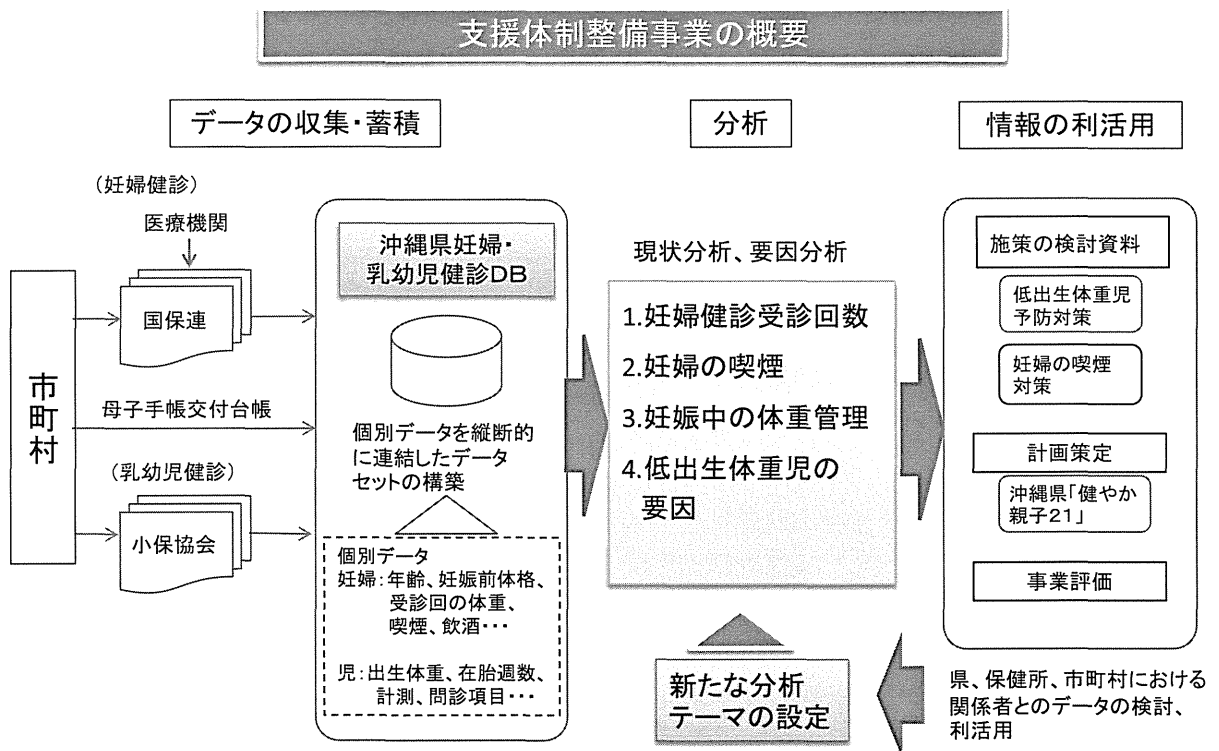 支援体制整備事業の概要
データの収集・蓄積
分析
情報の利活用
（妊婦健診）
医療機関
国保連
市町村
母子手帳交付台帳
（乳幼児健診）
小保協会
沖縄県妊婦・
乳幼児健診DB
個別データを縦断的
に連結したデータ
セットの構築
個別データ
妊婦：年齢、妊娠前体格、
受診回の体重、
喫煙、飲酒･･･
児：出生体重、在胎週数、
計測、問診項目･･･
現状分析、要因分析
1.妊婦健診受診回数
2.妊婦の喫煙
3.妊娠中の体重管理
4.低出生体重児の
要因
新たな分析
テーマの設定
施策の検討資料
低出生体重児
予防対策
妊婦の喫煙
対策
計画策定
沖縄県「健やか
親子２１」
事業評価
県、保健所、市町村における
関係者とのデータの検討、
利活用